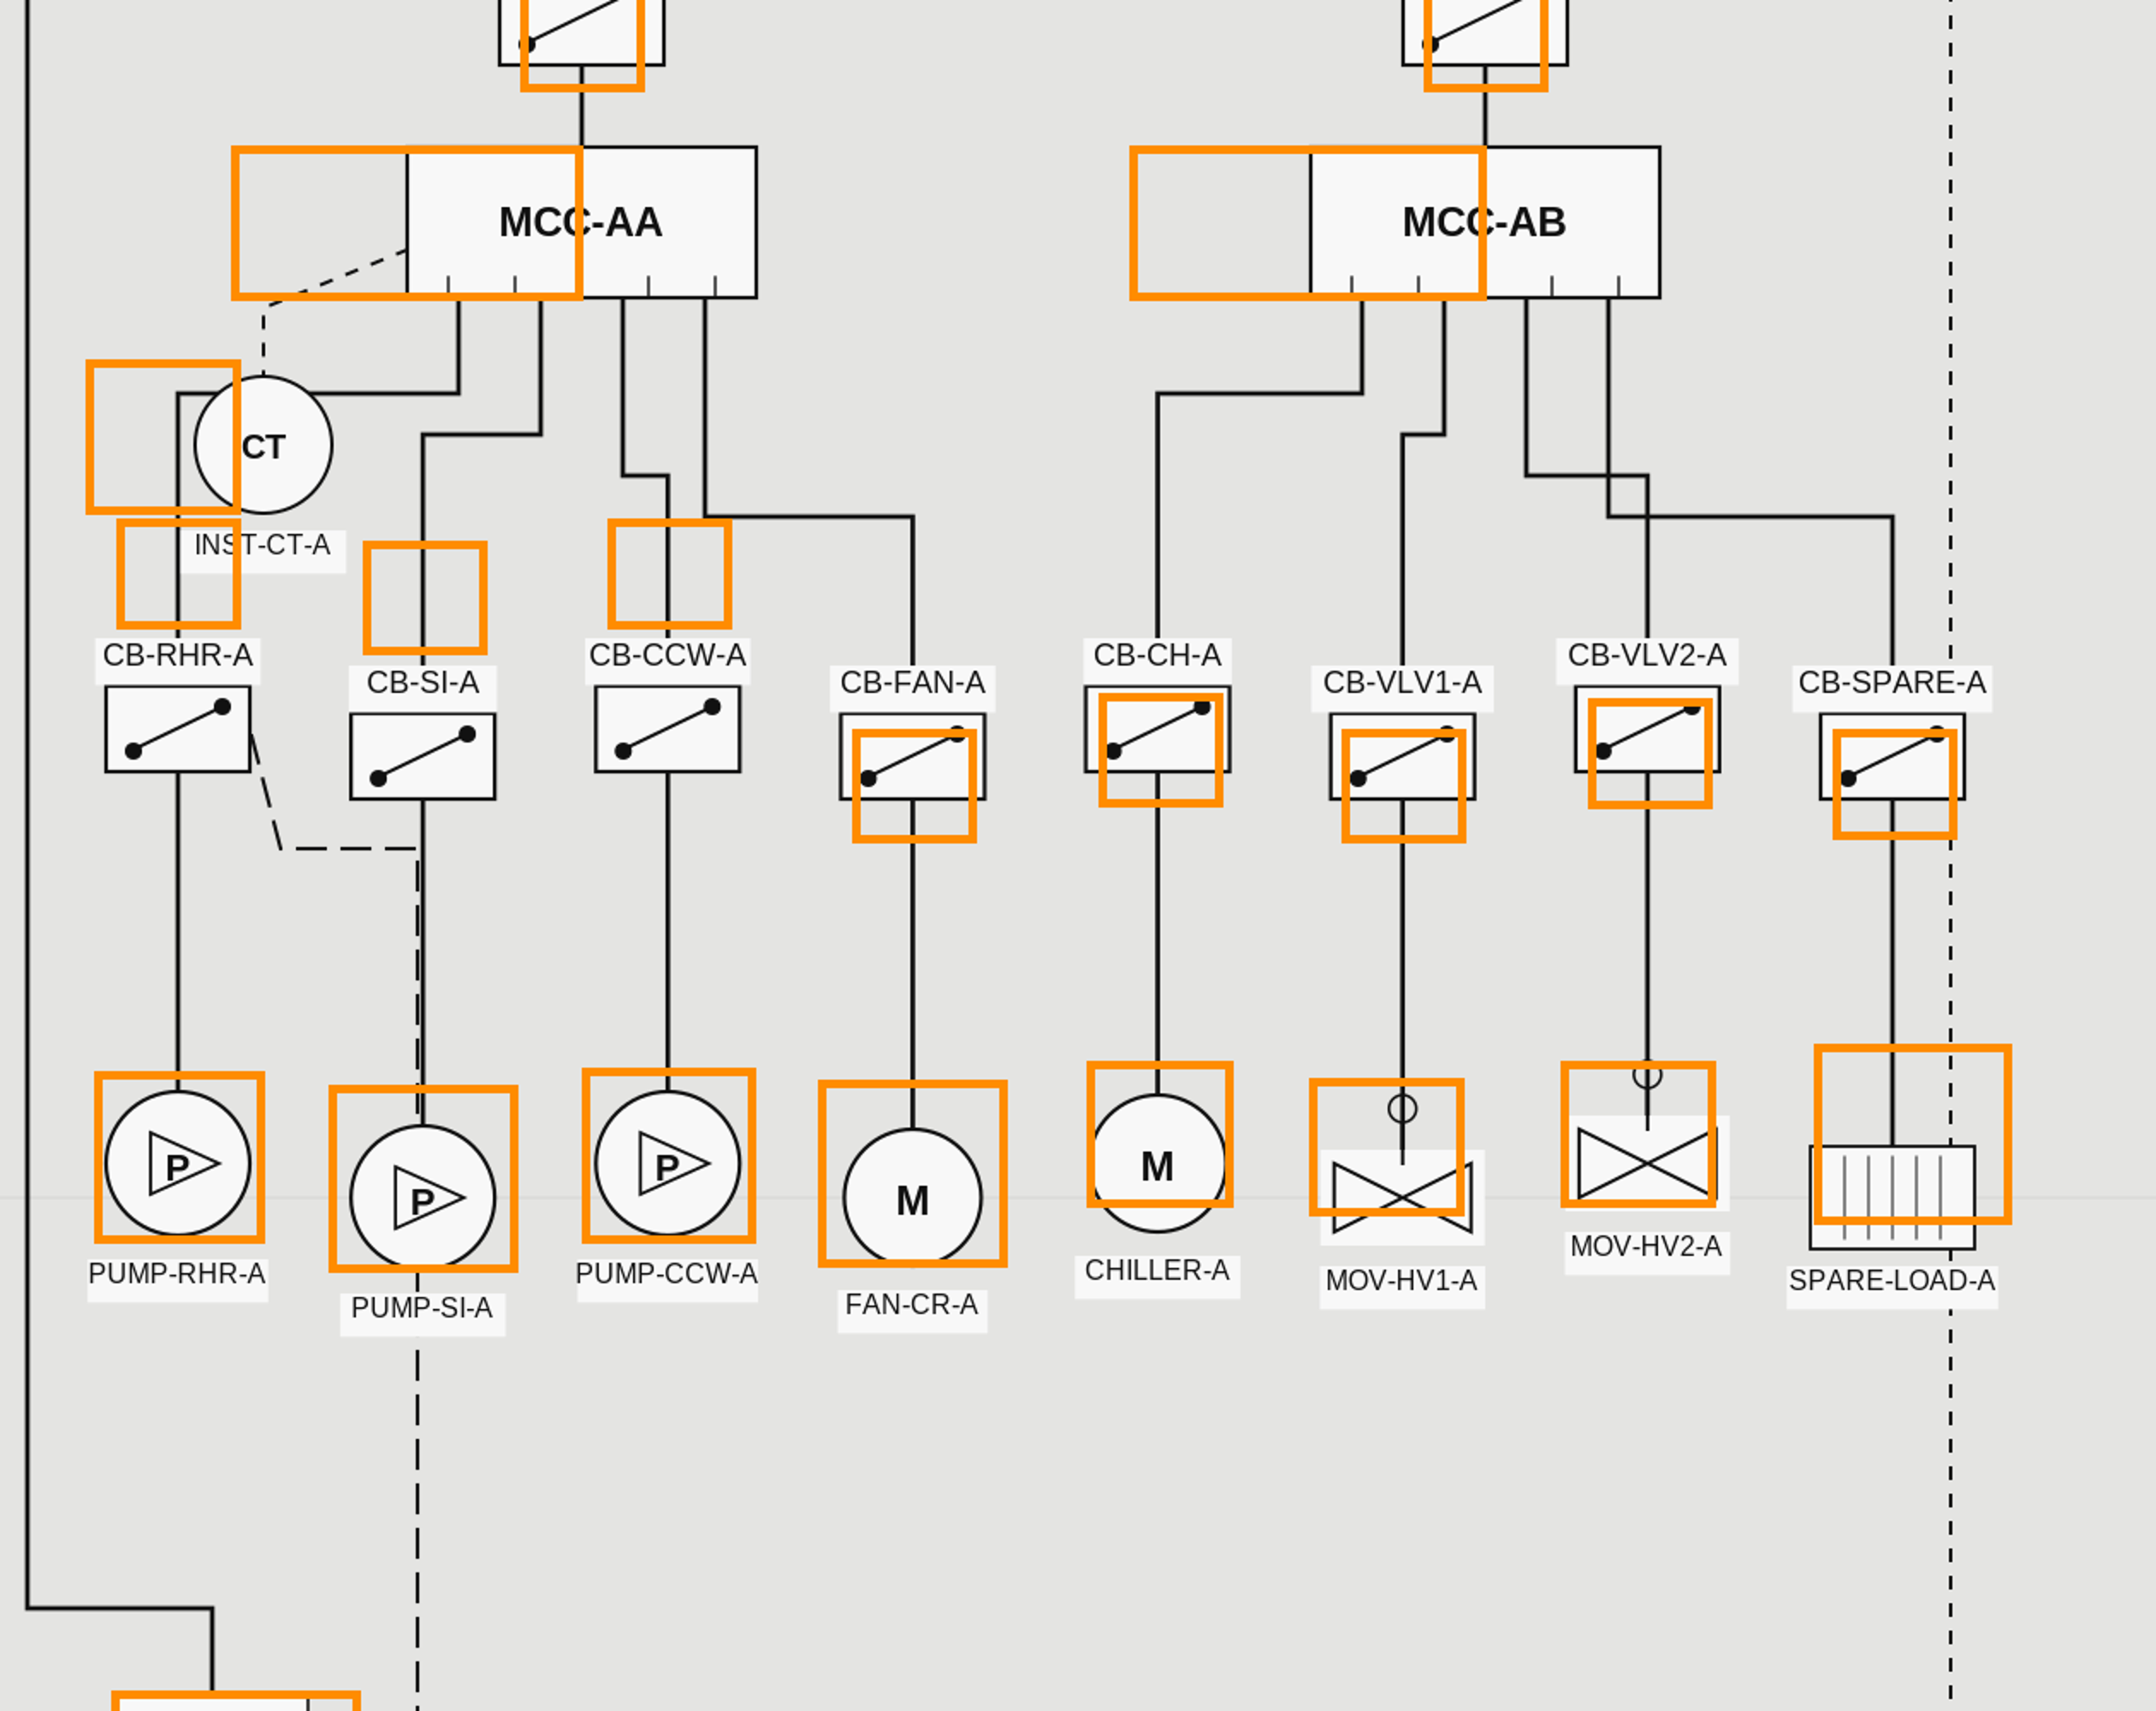 MCC-AA
MCC-AB
CT
INST-CT-A
CB-RHR-A
CB-SI-A
CB-CCW-A
CB-FAN-A
CB-CH-A
CB-VLV1-A
CB-VLV2-A
CB-SPARE-A
P
P
P
M
M
PUMP-RHR-A
PUMP-SI-A
PUMP-CCW-A
FAN-CR-A
CHILLER-A
MOV-HV1-A
MOV-HV2-A
SPARE-LOAD-A